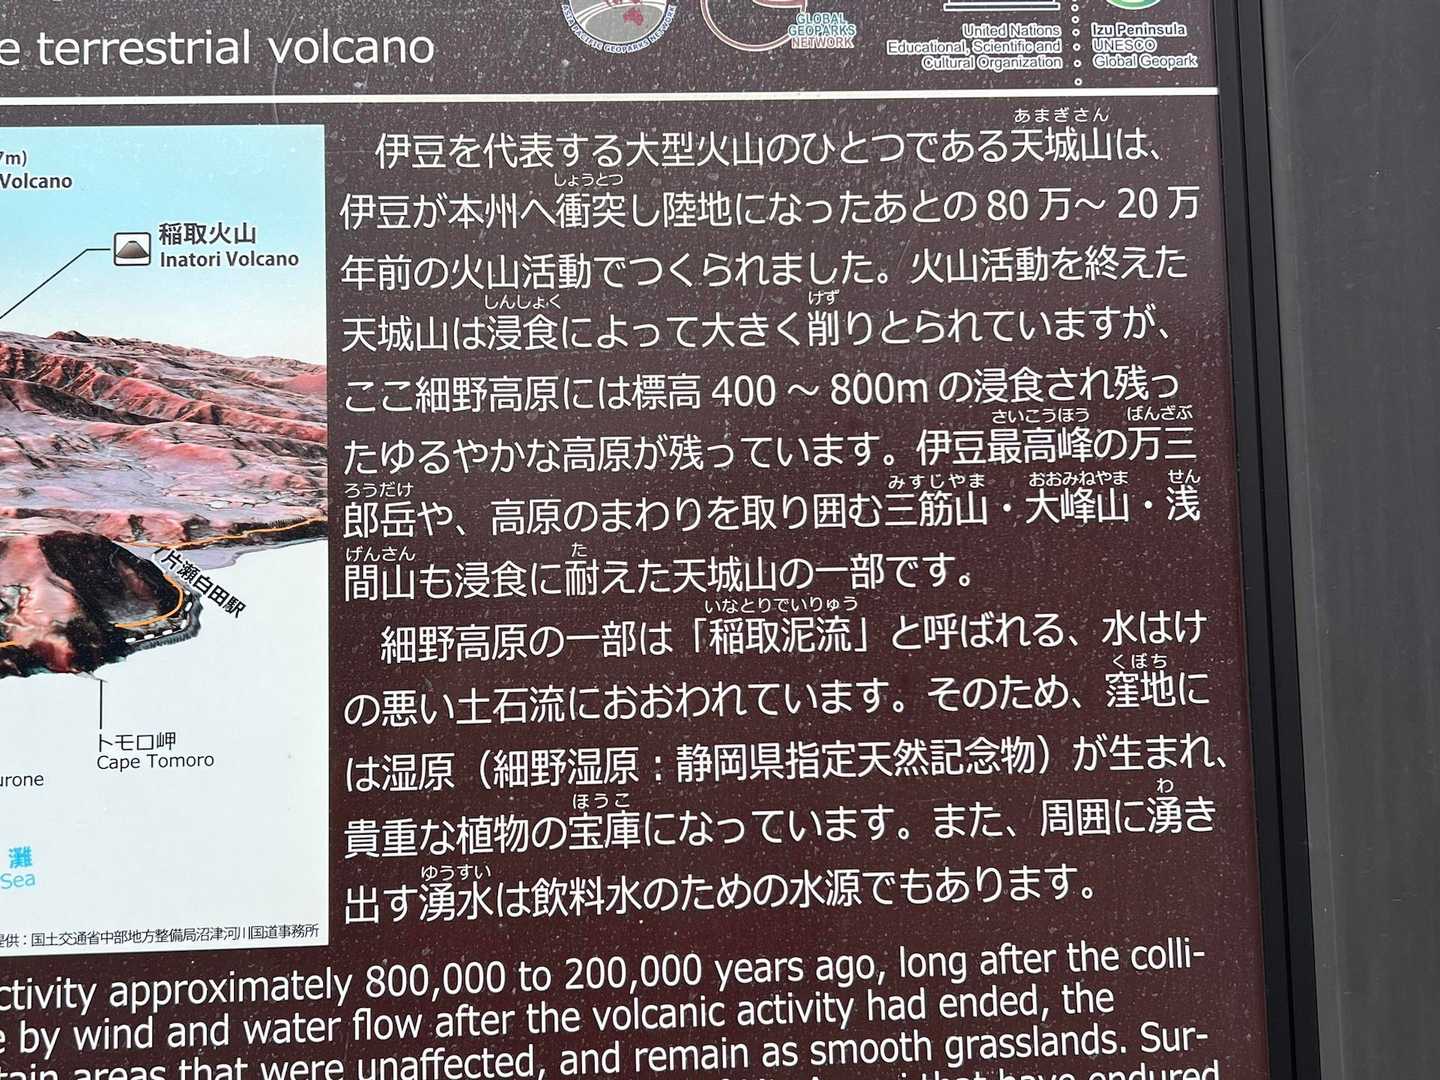 e terrestrial volcano
ASIA PACIFIC GEOPARKS NETWORK
GLOBAL
GEOPARKS
NETWORK
United Nations
Educational, Scientific and
Cultural Organization
Izu Peninsula
UNESCO
Global Geopark
7m)
Volcano
稲取火山
Inatori Volcano
片瀬白田駅
トモロ岬
Cape Tomoro
urone
灘
Sea
提供：国土交通省中部地方整備局沼津河川国道事務所
あまぎさん
伊豆を代表する大型火山のひとつである天城山は、
しょうとつ
伊豆が本州へ衝突し陸地になったあとの 80 万～ 20 万
年前の火山活動でつくられました。火山活動を終えた
しんしょく けず
天城山は浸食によって大きく削りとられていますが、
ここ細野高原には標高 400 ～ 800m の浸食され残っ
さいこうほう ばんざぶ
たゆるやかな高原が残っています。伊豆最高峰の万三
ろうだけ みすじやま おおみねやま せん
郎岳や、高原のまわりを取り囲む三筋山・大峰山・浅
げんさん た
間山も浸食に耐えた天城山の一部です。
いなとりでいりゅう
細野高原の一部は「稲取泥流」と呼ばれる、水はけ
くぼち
の悪い土石流におおわれています。そのため、窪地に
は湿原（細野湿原：静岡県指定天然記念物）が生まれ、
ほうこ わ
貴重な植物の宝庫になっています。また、周囲に湧き
ゆうすい
出す湧水は飲料水のための水源でもあります。
ctivity approximately 800,000 to 200,000 years ago, long after the colli-
e by wind and water flow after the volcanic activity had ended, the
tain areas that were unaffected, and remain as smooth grasslands. Sur-
that have endured